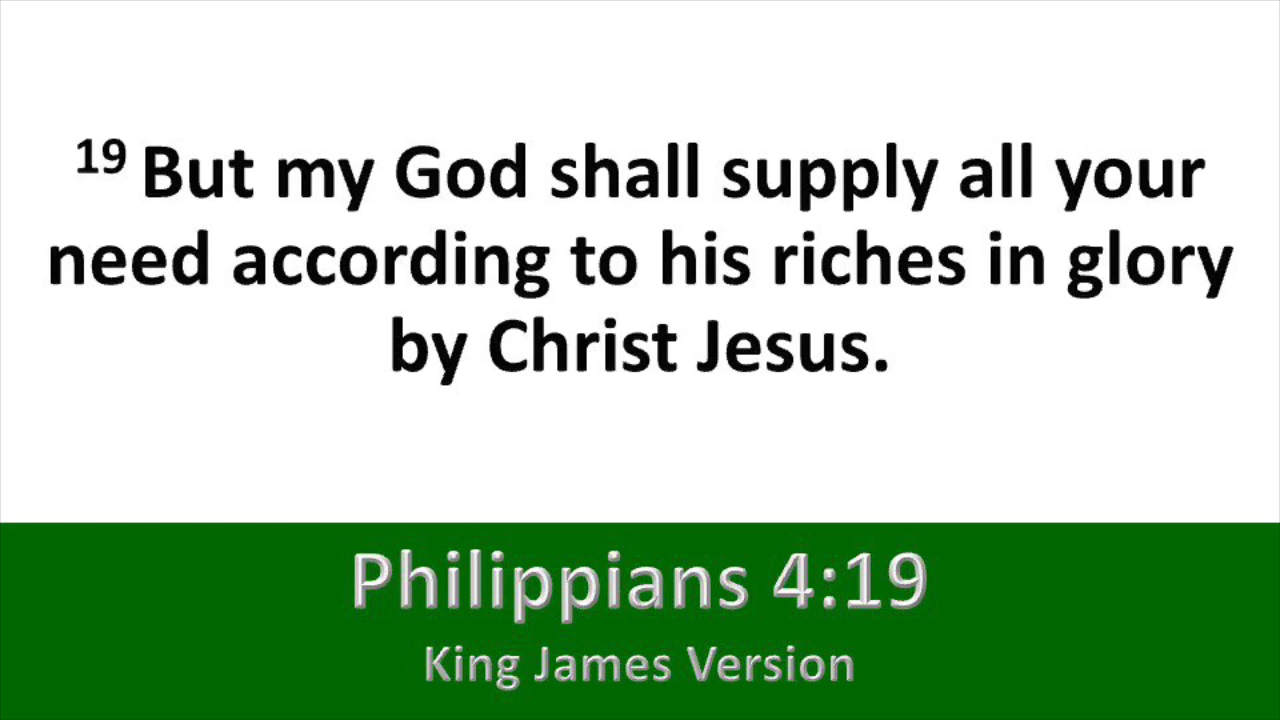 19 But my God shall supply all your
need according to his riches in glory
by Christ Jesus.
Philippians 4:19
King James Version